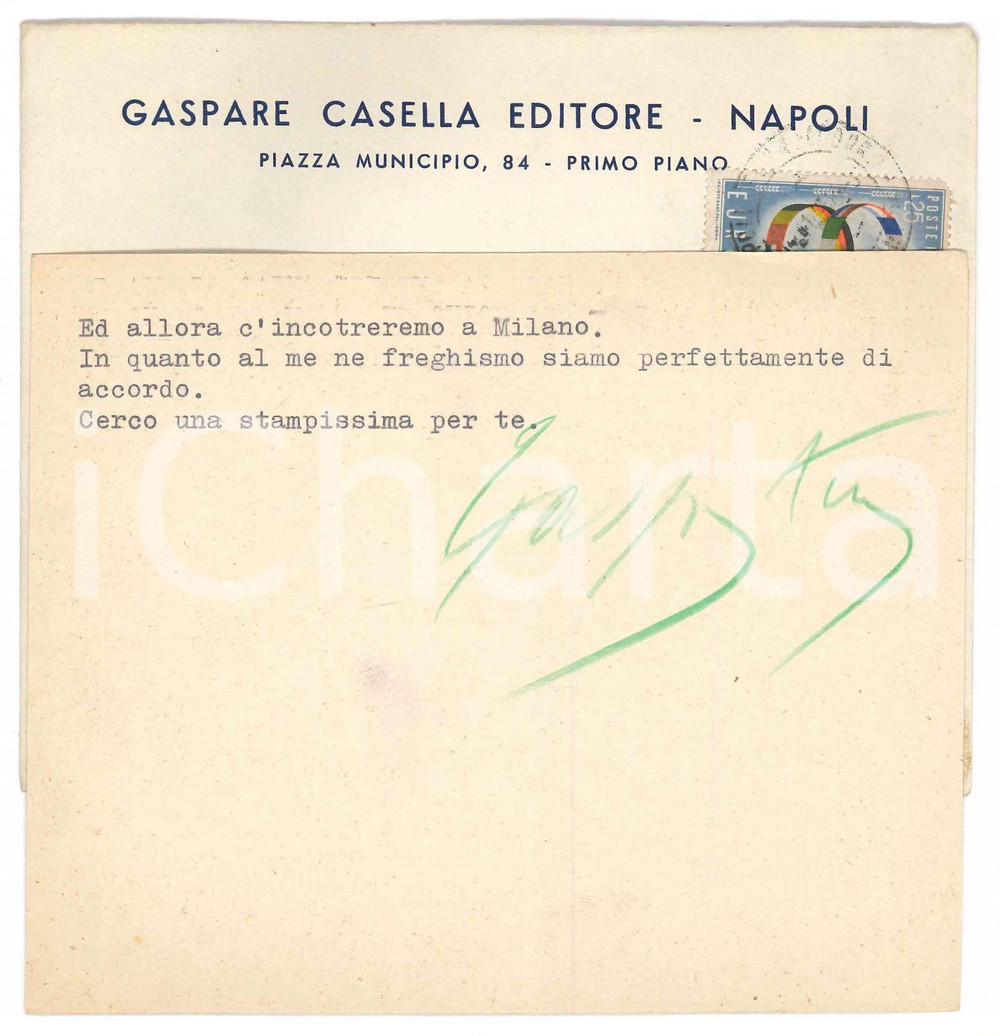 GASPARE CASELLA EDITORE - NAPOLI
PIAZZA MUNICIPIO, 84 - PRIMO PIANO
POSTE
L.25
Ed allora c'incotreremo a Milano.
In quanto al me ne freghismo siamo perfettamente di
accordo.
Cerco una stampissima per te.
iCharta